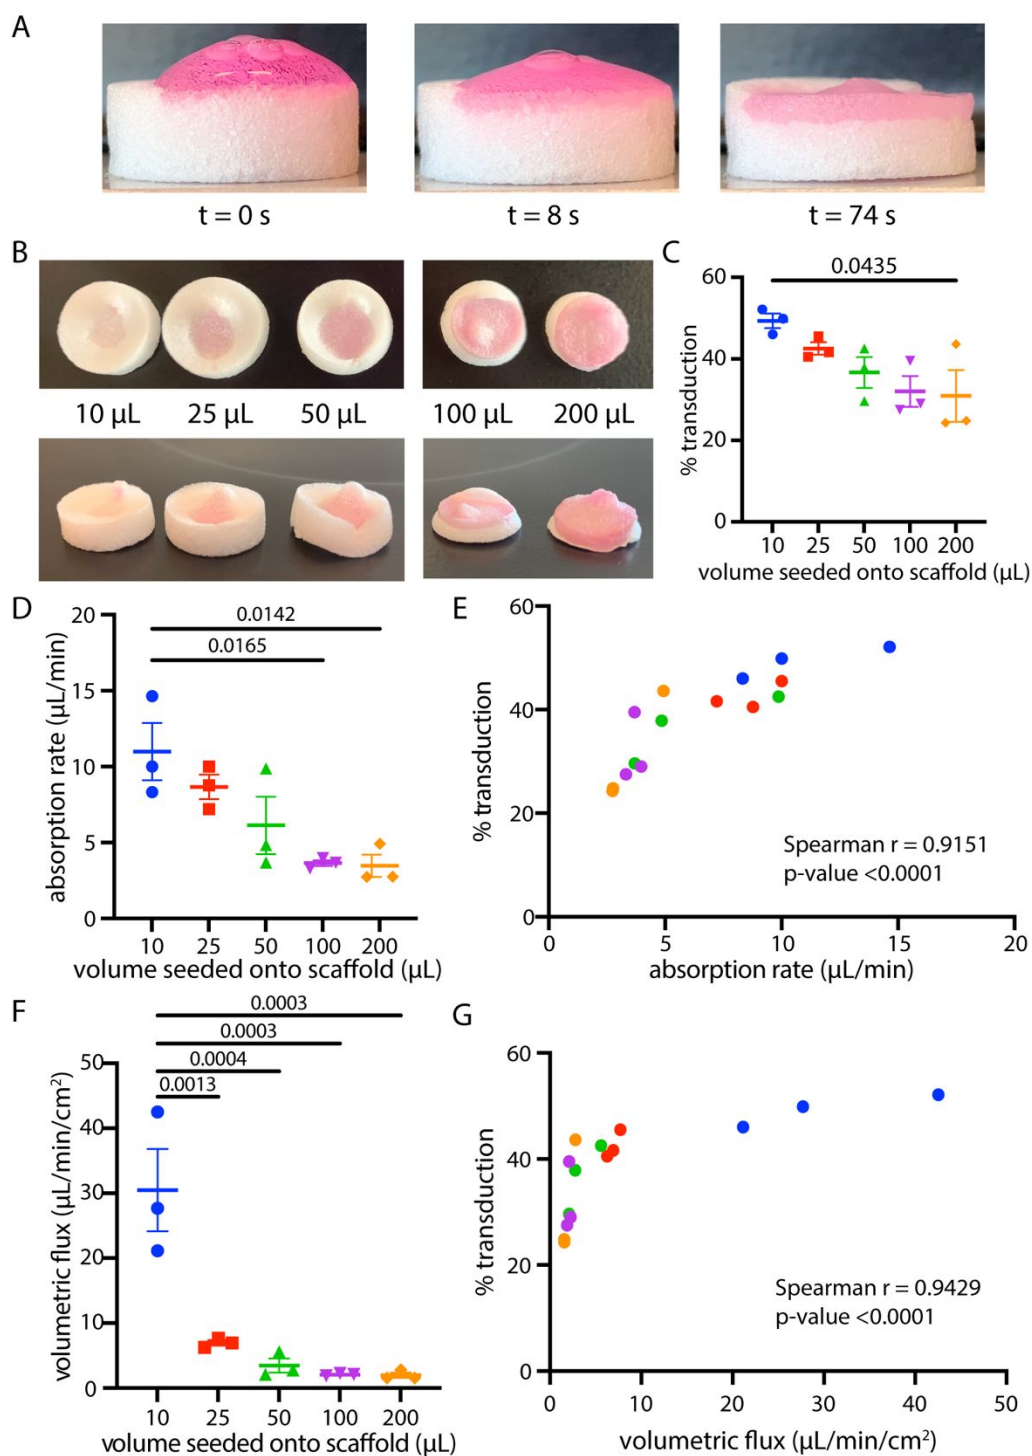 A
t = 0 s
t = 8 s
t = 74 s
B
10 µL
25 µL
50 µL
100 µL
200 µL
C
0.0435
60
40
20
0
% transduction
10
25
50
100
200
volume seeded onto scaffold (µL)
D
0.0142
0.0165
20
15
10
5
0
absorption rate (µL/min)
10
25
50
100
200
volume seeded onto scaffold (µL)
E
60
40
20
0
% transduction
Spearman r = 0.9151
p-value <0.0001
0
5
10
15
20
absorption rate (µL/min)
F
0.0003
0.0003
0.0004
0.0013
50
40
30
20
10
0
volumetric flux (µL/min/cm²)
10
25
50
100
200
volume seeded onto scaffold (µL)
G
60
40
20
0
% transduction
Spearman r = 0.9429
p-value <0.0001
0
10
20
30
40
50
volumetric flux (µL/min/cm²)